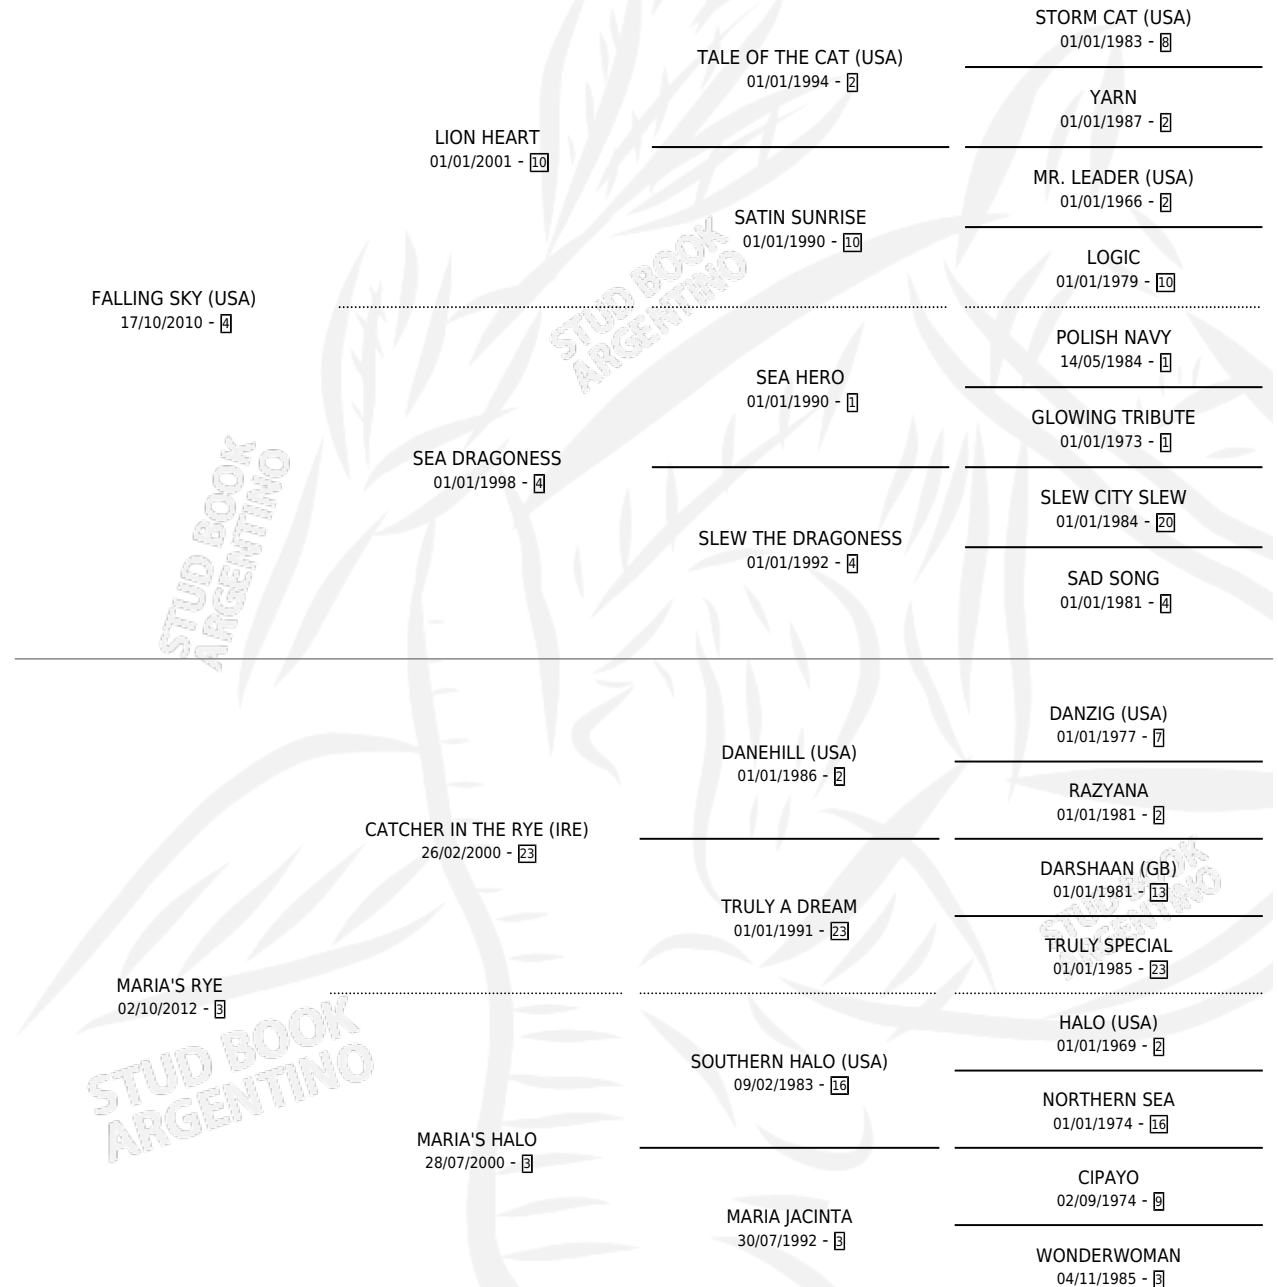 STORM CAT (USA)
01/01/1983 - 8
TALE OF THE CAT (USA)
01/01/1994 - 2
YARN
01/01/1987 - 2
LION HEART
01/01/2001 - 10
MR. LEADER (USA)
01/01/1966 - 2
SATIN SUNRISE
01/01/1990 - 10
LOGIC
01/01/1979 - 10
FALLING SKY (USA)
17/10/2010 - 4
POLISH NAVY
14/05/1984 - 1
SEA HERO
01/01/1990 - 1
GLOWING TRIBUTE
01/01/1973 - 1
SEA DRAGONESS
01/01/1998 - 4
SLEW CITY SLEW
01/01/1984 - 20
SLEW THE DRAGONESS
01/01/1992 - 4
SAD SONG
01/01/1981 - 4
STUD BOOK
ARGENTINO
STUD BOOK
ARGENTINO
DANZIG (USA)
01/01/1977 - 7
DANEHILL (USA)
01/01/1986 - 2
RAZYANA
01/01/1981 - 2
CATCHER IN THE RYE (IRE)
26/02/2000 - 23
DARSHAAN (GB)
01/01/1981 - 13
TRULY A DREAM
01/01/1991 - 23
TRULY SPECIAL
01/01/1985 - 23
MARIA'S RYE
02/10/2012 - 3
HALO (USA)
01/01/1969 - 2
SOUTHERN HALO (USA)
09/02/1983 - 16
NORTHERN SEA
01/01/1974 - 16
MARIA'S HALO
28/07/2000 - 3
CIPAYO
02/09/1974 - 9
MARIA JACINTA
30/07/1992 - 3
WONDERWOMAN
04/11/1985 - 3
STUD BOOK
ARGENTINO
STUD BOOK
ARGENTINO